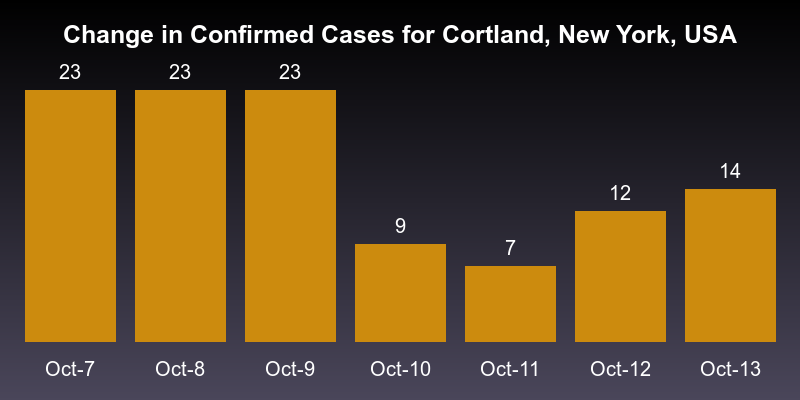 Change in Confirmed Cases for Cortland, New York, USA
23 23 23 9 7 12 14
Oct-7 Oct-8 Oct-9 Oct-10 Oct-11 Oct-12 Oct-13